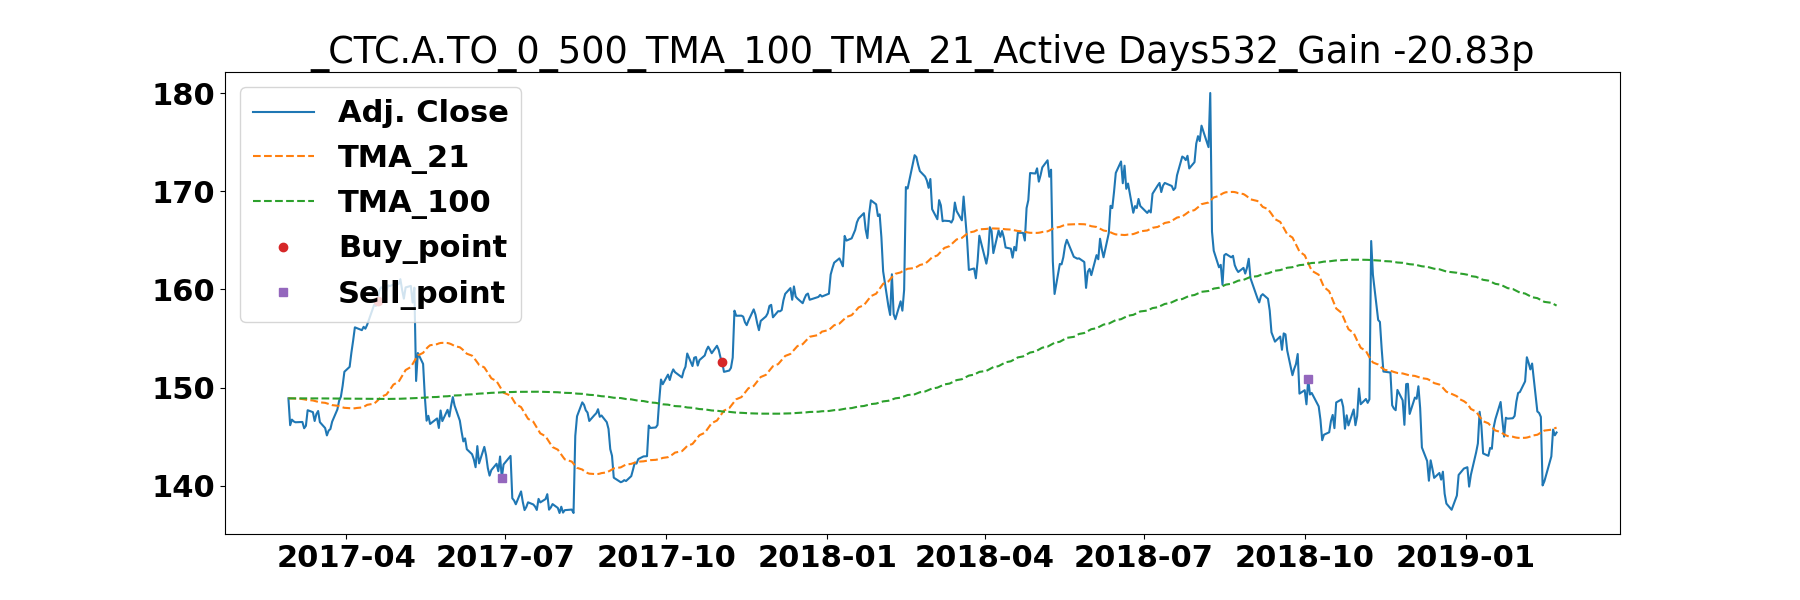 _CTC.A.TO_0_500_TMA_100_TMA_21_Active Days532_Gain -20.83p
180
170
160
150
140
Adj. Close
TMA_21
TMA_100
Buy_point
Sell_point
2017-04 2017-07 2017-10 2018-01 2018-04 2018-07 2018-10 2019-01